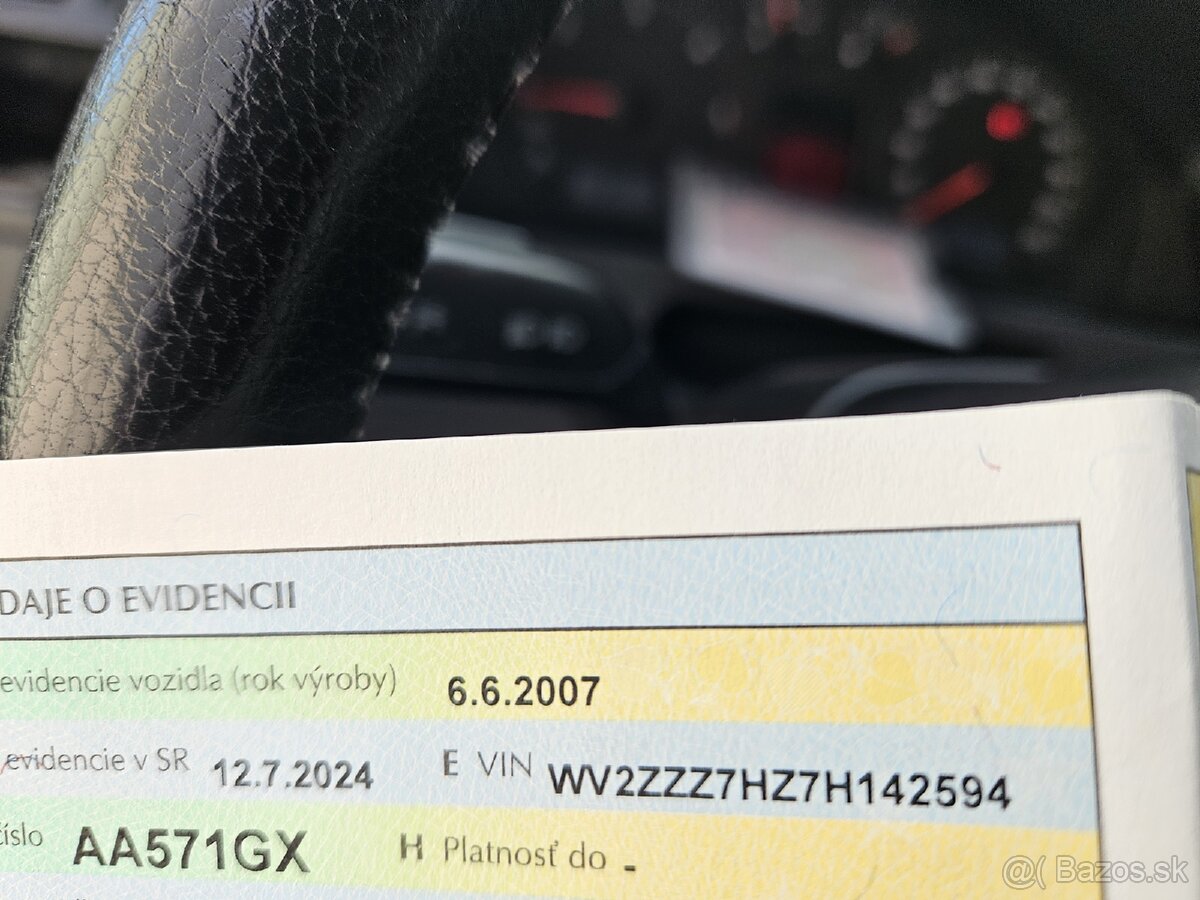 DAJE O EVIDENCII
evidencie vozidla (rok výroby) 6.6.2007
evidencie v SR 12.7.2024 E VIN WV2ZZZ7HZ7H142594
číslo AA571GX H Platnosť do -
@( Bazos.sk